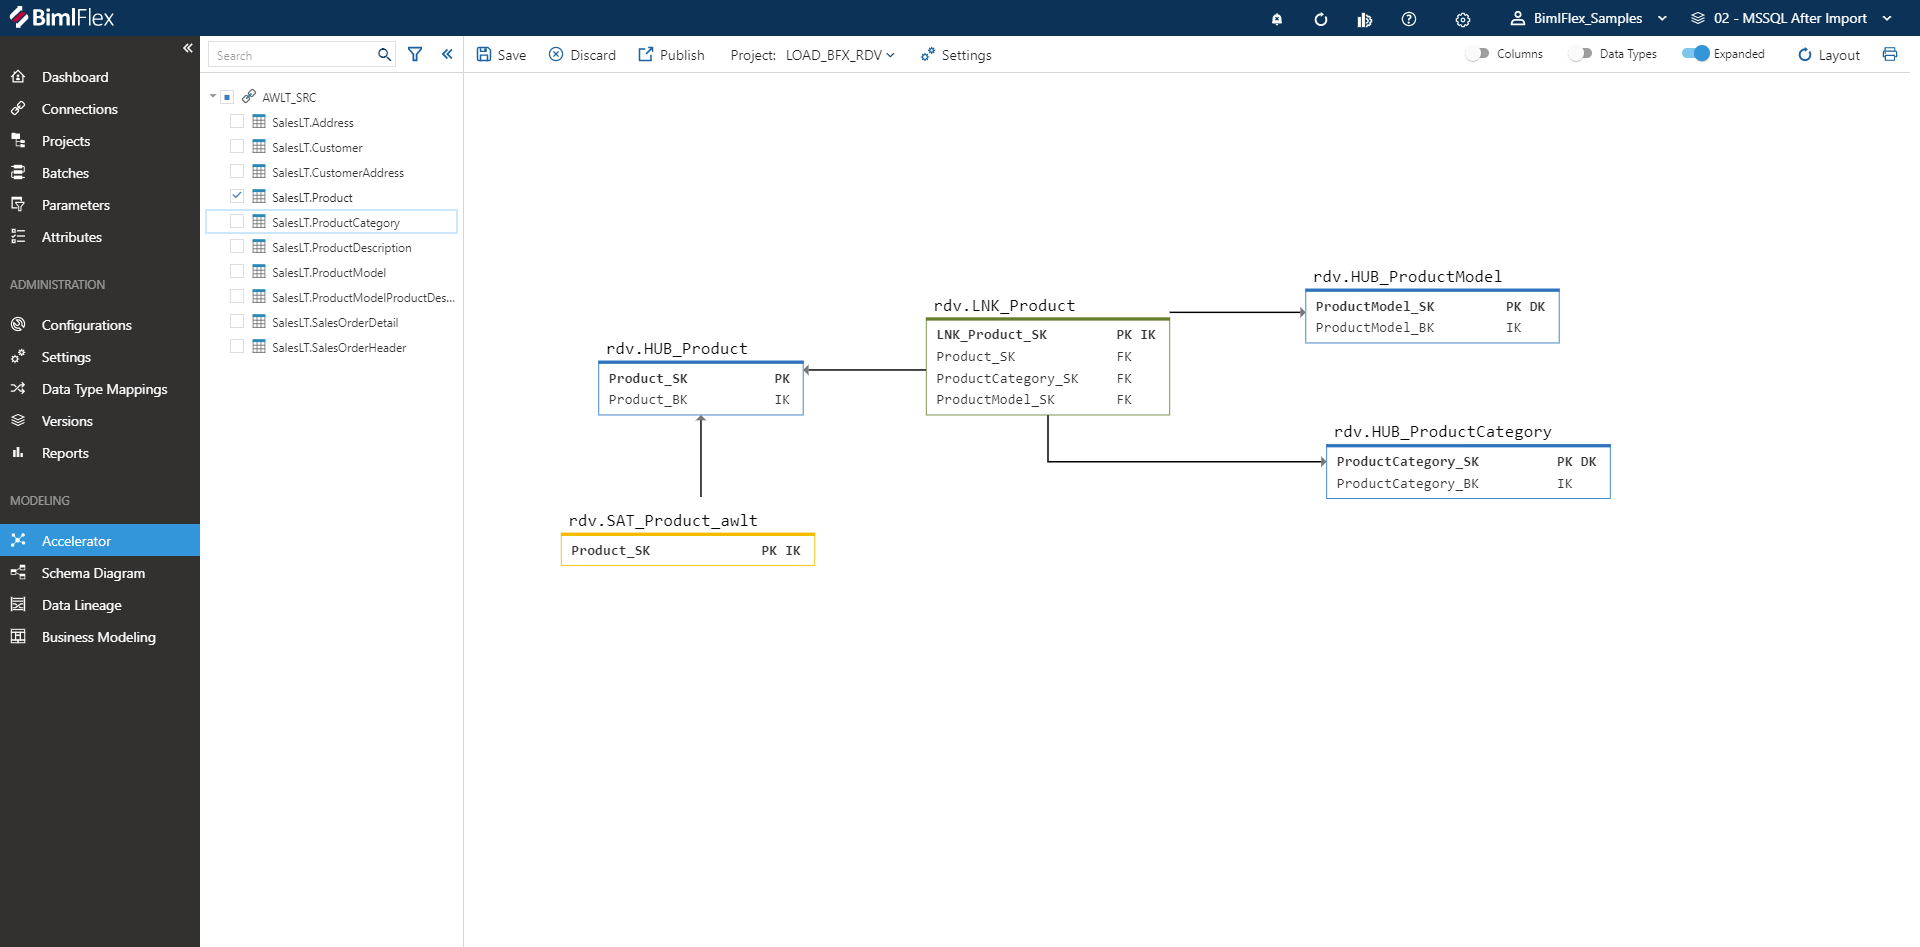 BimlFlex
BimlFlex_Samples
02 - MSSQL After Import
Dashboard
Connections
Projects
Batches
Parameters
Attributes
ADMINISTRATION
Configurations
Settings
Data Type Mappings
Versions
Reports
MODELING
Accelerator
Schema Diagram
Data Lineage
Business Modeling
Search
AWLT_SRC
SalesLT.Address
SalesLT.Customer
SalesLT.CustomerAddress
SalesLT.Product
SalesLT.ProductCategory
SalesLT.ProductDescription
SalesLT.ProductModel
SalesLT.ProductModelProductDes...
SalesLT.SalesOrderDetail
SalesLT.SalesOrderHeader
Save Discard Publish Project: LOAD_BFX_RDV Settings Columns Data Types Expanded Layout
rdv.HUB_Product
Product_SK PK
Product_BK IK
rdv.SAT_Product_awlt
Product_SK PK IK
rdv.LNK_Product
LNK_Product_SK PK IK
Product_SK FK
ProductCategory_SK FK
ProductModel_SK FK
rdv.HUB_ProductModel
ProductModel_SK PK DK
ProductModel_BK IK
rdv.HUB_ProductCategory
ProductCategory_SK PK DK
ProductCategory_BK IK